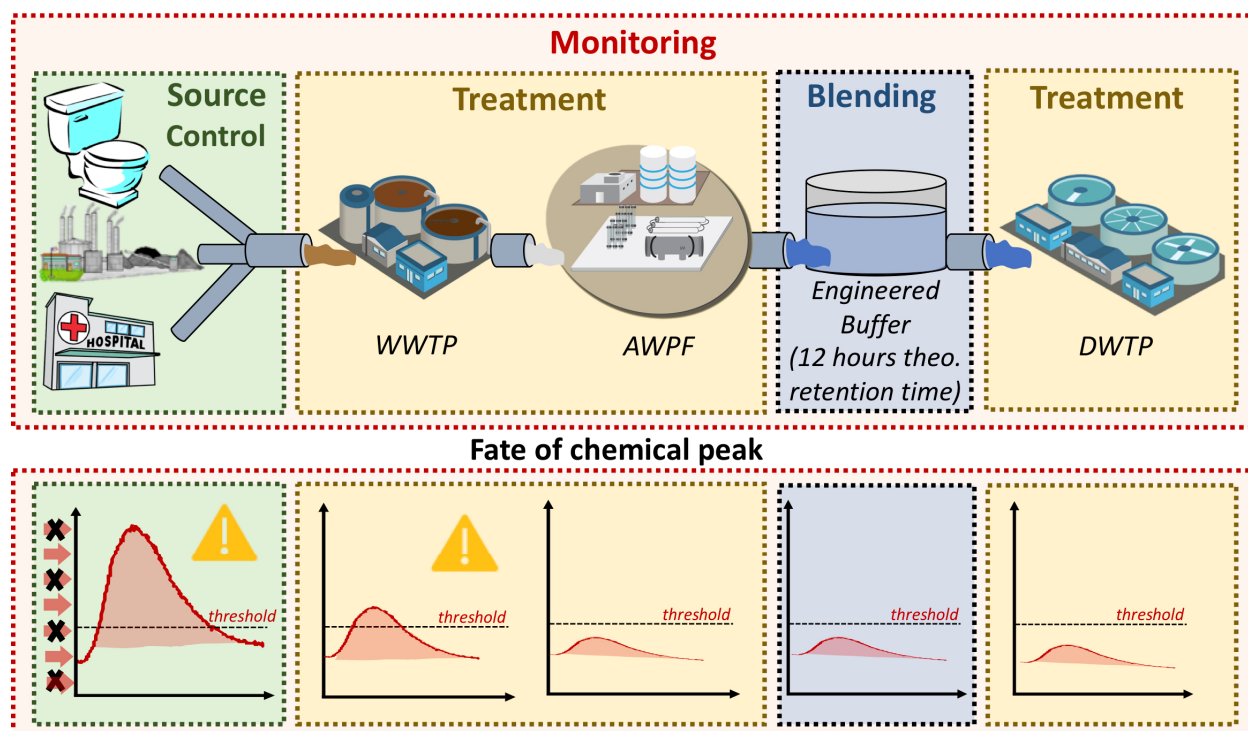 Monitoring
Source
Control
Treatment
Blending
Treatment
HOSPITAL
WWTP
AWPF
Engineered
Buffer
(12 hours theo.
retention time)
DWTP
Fate of chemical peak
threshold
threshold
threshold
threshold
threshold